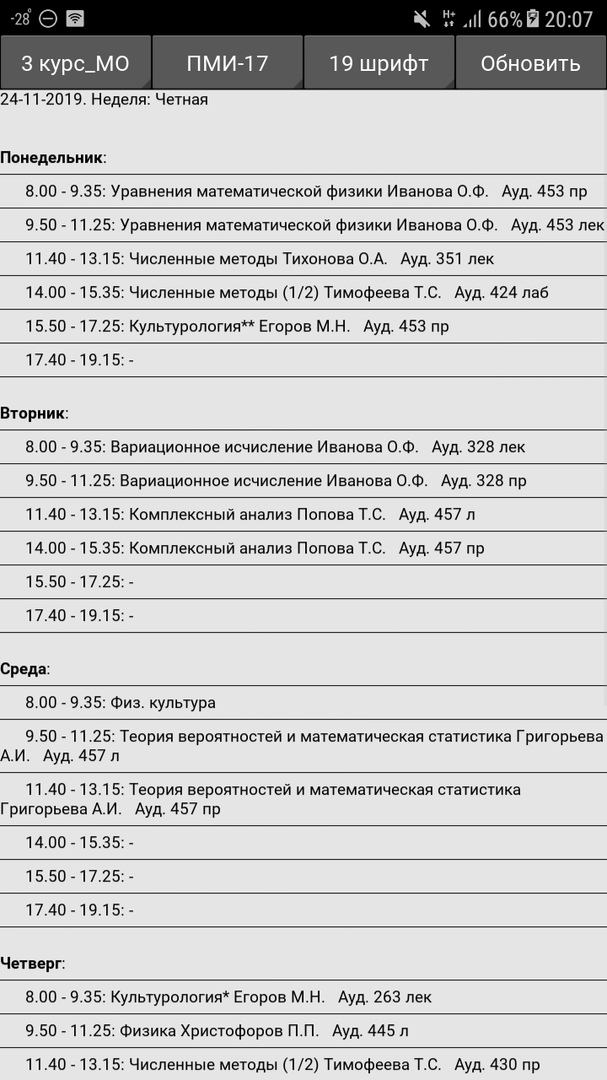 -28° H+ 66% 20:07
3 курс_МО ПМИ-17 19 шрифт Обновить
24-11-2019. Неделя: Четная
Понедельник:
8.00 - 9.35: Уравнения математической физики Иванова О.Ф. Ауд. 453 пр
9.50 - 11.25: Уравнения математической физики Иванова О.Ф. Ауд. 453 лек
11.40 - 13.15: Численные методы Тихонова О.А. Ауд. 351 лек
14.00 - 15.35: Численные методы (1/2) Тимофеева Т.С. Ауд. 424 лаб
15.50 - 17.25: Культурология** Егоров М.Н. Ауд. 453 пр
17.40 - 19.15: -
Вторник:
8.00 - 9.35: Вариационное исчисление Иванова О.Ф. Ауд. 328 лек
9.50 - 11.25: Вариационное исчисление Иванова О.Ф. Ауд. 328 пр
11.40 - 13.15: Комплексный анализ Попова Т.С. Ауд. 457 л
14.00 - 15.35: Комплексный анализ Попова Т.С. Ауд. 457 пр
15.50 - 17.25: -
17.40 - 19.15: -
Среда:
8.00 - 9.35: Физ. культура
9.50 - 11.25: Теория вероятностей и математическая статистика Григорьева
А.И. Ауд. 457 л
11.40 - 13.15: Теория вероятностей и математическая статистика
Григорьева А.И. Ауд. 457 пр
14.00 - 15.35: -
15.50 - 17.25: -
17.40 - 19.15: -
Четверг:
8.00 - 9.35: Культурология* Егоров М.Н. Ауд. 263 лек
9.50 - 11.25: Физика Христофоров П.П. Ауд. 445 л
11.40 - 13.15: Численные методы (1/2) Тимофеева Т.С. Ауд. 430 пр